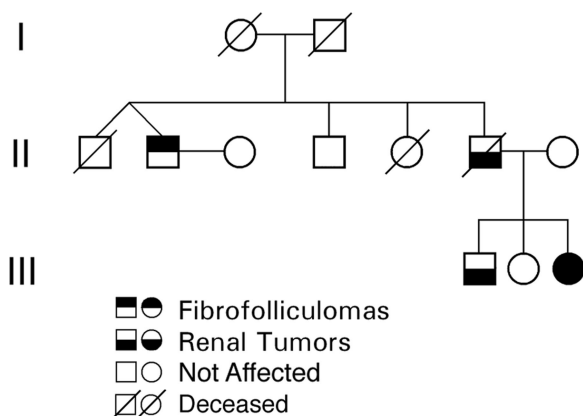 I
II
III
Fibrofolliculomas
Renal Tumors
Not Affected
Deceased